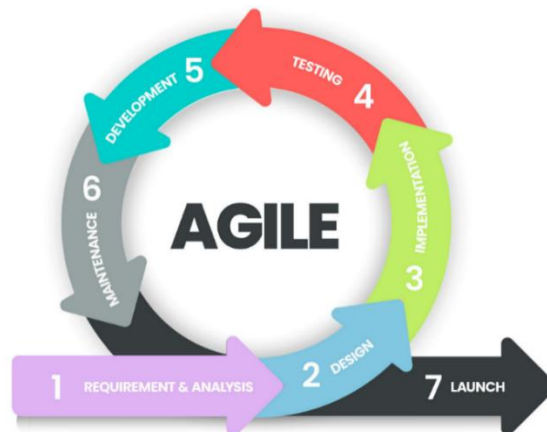 AGILE
1 REQUIREMENT & ANALYSIS
2 DESIGN
3 IMPLEMENTATION
4 TESTING
5 DEVELOPMENT
6 MAINTENANCE
7 LAUNCH